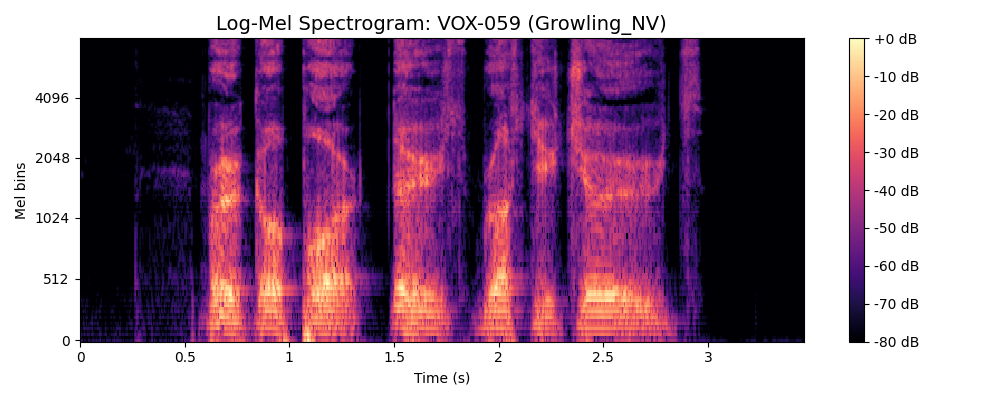 Log-Mel Spectrogram: VOX-059 (Growling_NV)
Mel bins
4096
2048
1024
512
0
0
0.5
1
1.5
2
2.5
3
Time (s)
+0 dB
-10 dB
-20 dB
-30 dB
-40 dB
-50 dB
-60 dB
-70 dB
-80 dB